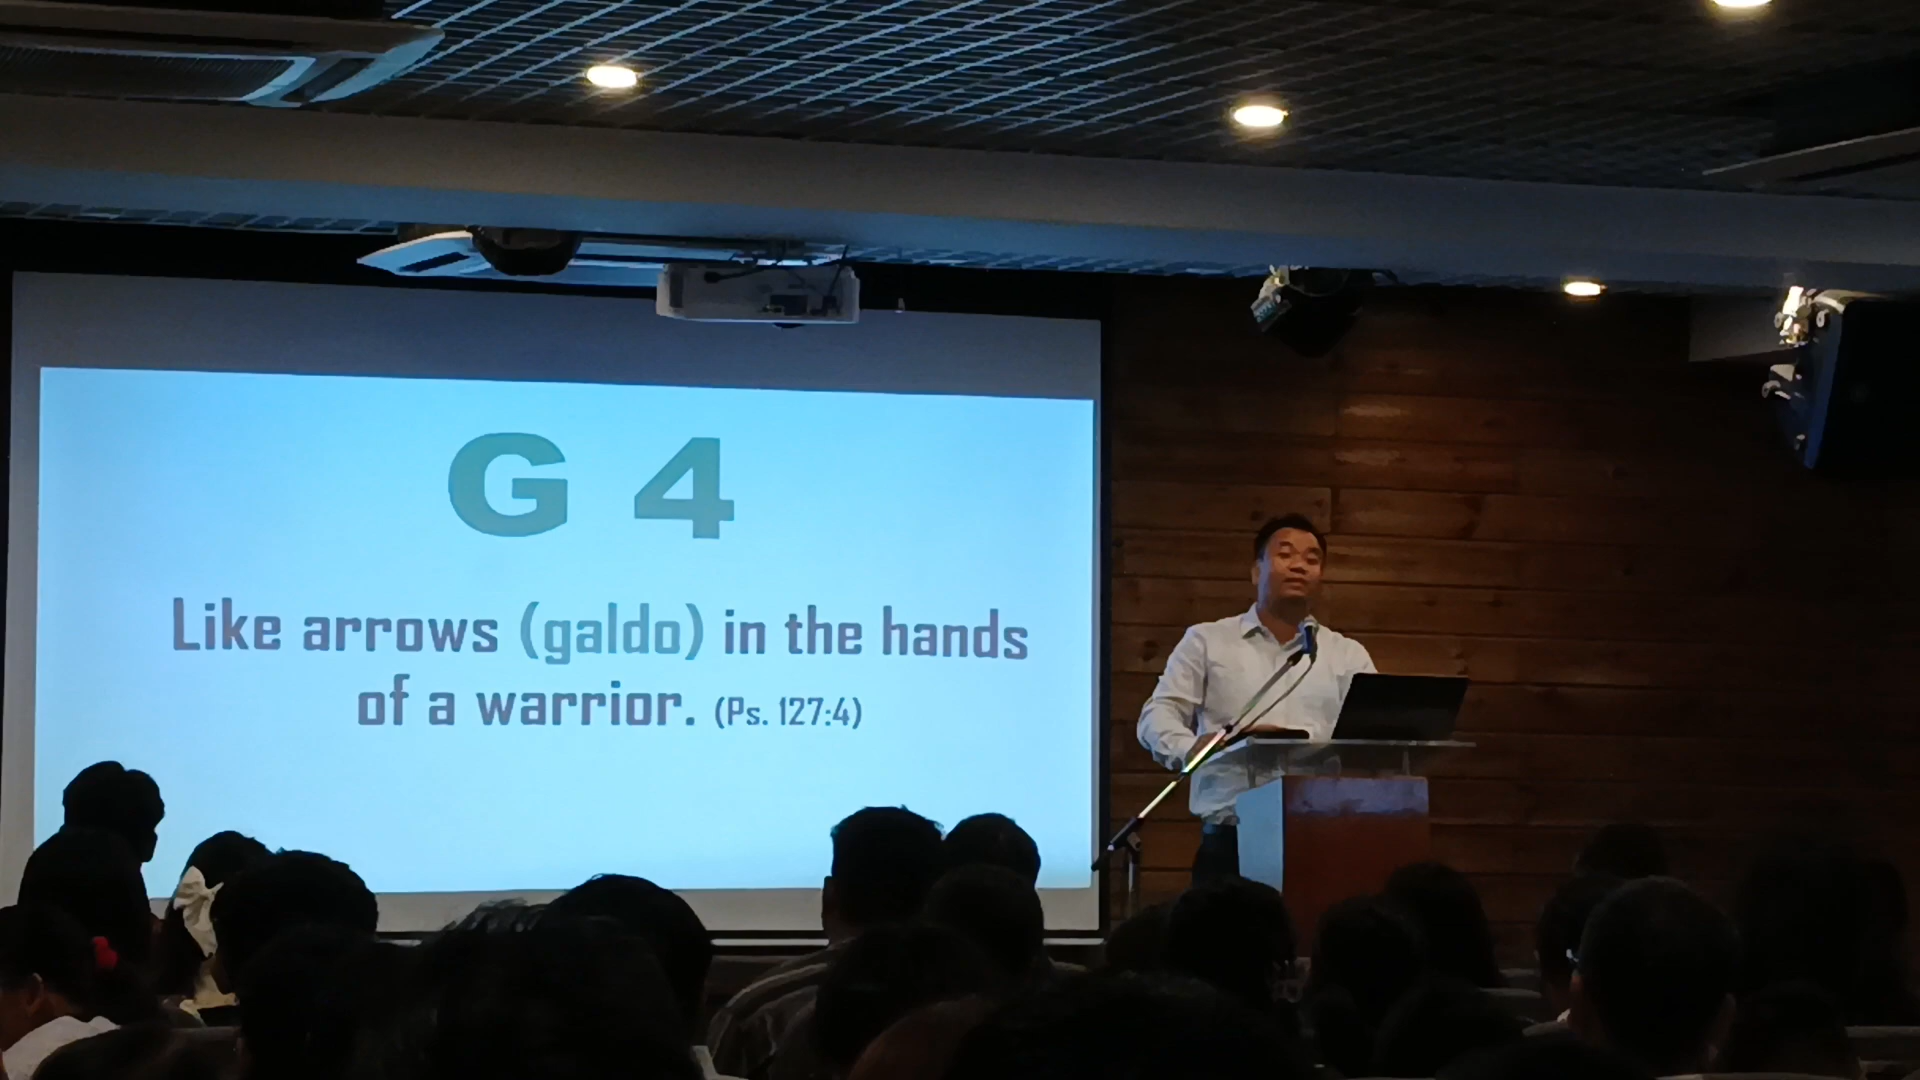 G 4
Like arrows (galdo) in the hands
of a warrior. (Ps. 127:4)